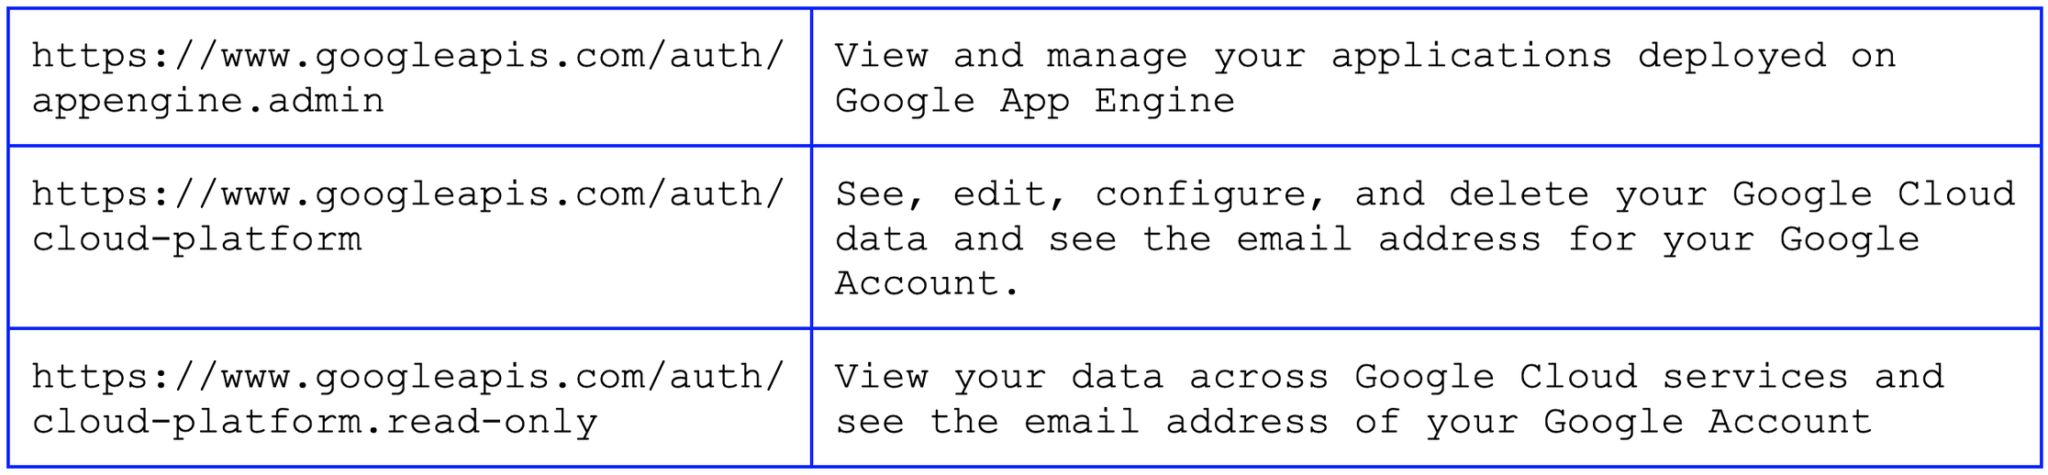 https://www.googleapis.com/auth/
appengine.admin
View and manage your applications deployed on
Google App Engine
https://www.googleapis.com/auth/
cloud-platform
See, edit, configure, and delete your Google Cloud
data and see the email address for your Google
Account.
https://www.googleapis.com/auth/
cloud-platform.read-only
View your data across Google Cloud services and
see the email address of your Google Account